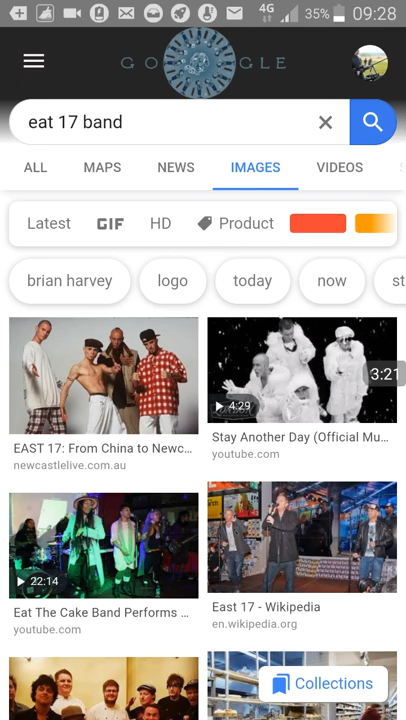 4G 35% 09:28
GO GLE
eat 17 band
ALL MAPS NEWS IMAGES VIDEOS
Latest GIF HD Product
brian harvey logo today now st
3:21
4:29
EAST 17: From China to Newc...
newcastlelive.com.au
Stay Another Day (Official Mu...
youtube.com
22:14
Eat The Cake Band Performs ...
youtube.com
East 17 - Wikipedia
en.wikipedia.org
Collections